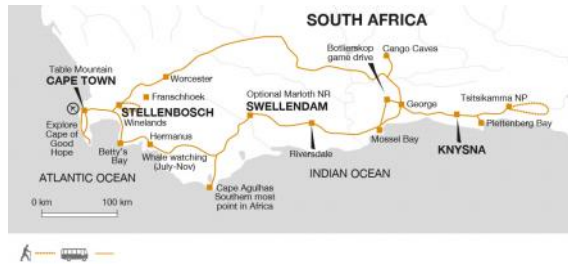 SOUTH AFRICA
Botlierskop
game drive
Cango Caves
Table Mountain
CAPE TOWN
Worcester
Franschhoek
STELLENBOSCH
Winelands
Optional Marloth NR
SWELLENDAM
George
Tsitsikamma NP
Explore
Cape of
Good
Hope
Betty's
Bay
Hermanus
Whale watching
(July-Nov)
Riversdale
Mossel Bay
KNYSNA
Plettenberg Bay
ATLANTIC OCEAN
INDIAN OCEAN
Cape Agulhas
Southern most
point in Africa
0 km
100 km